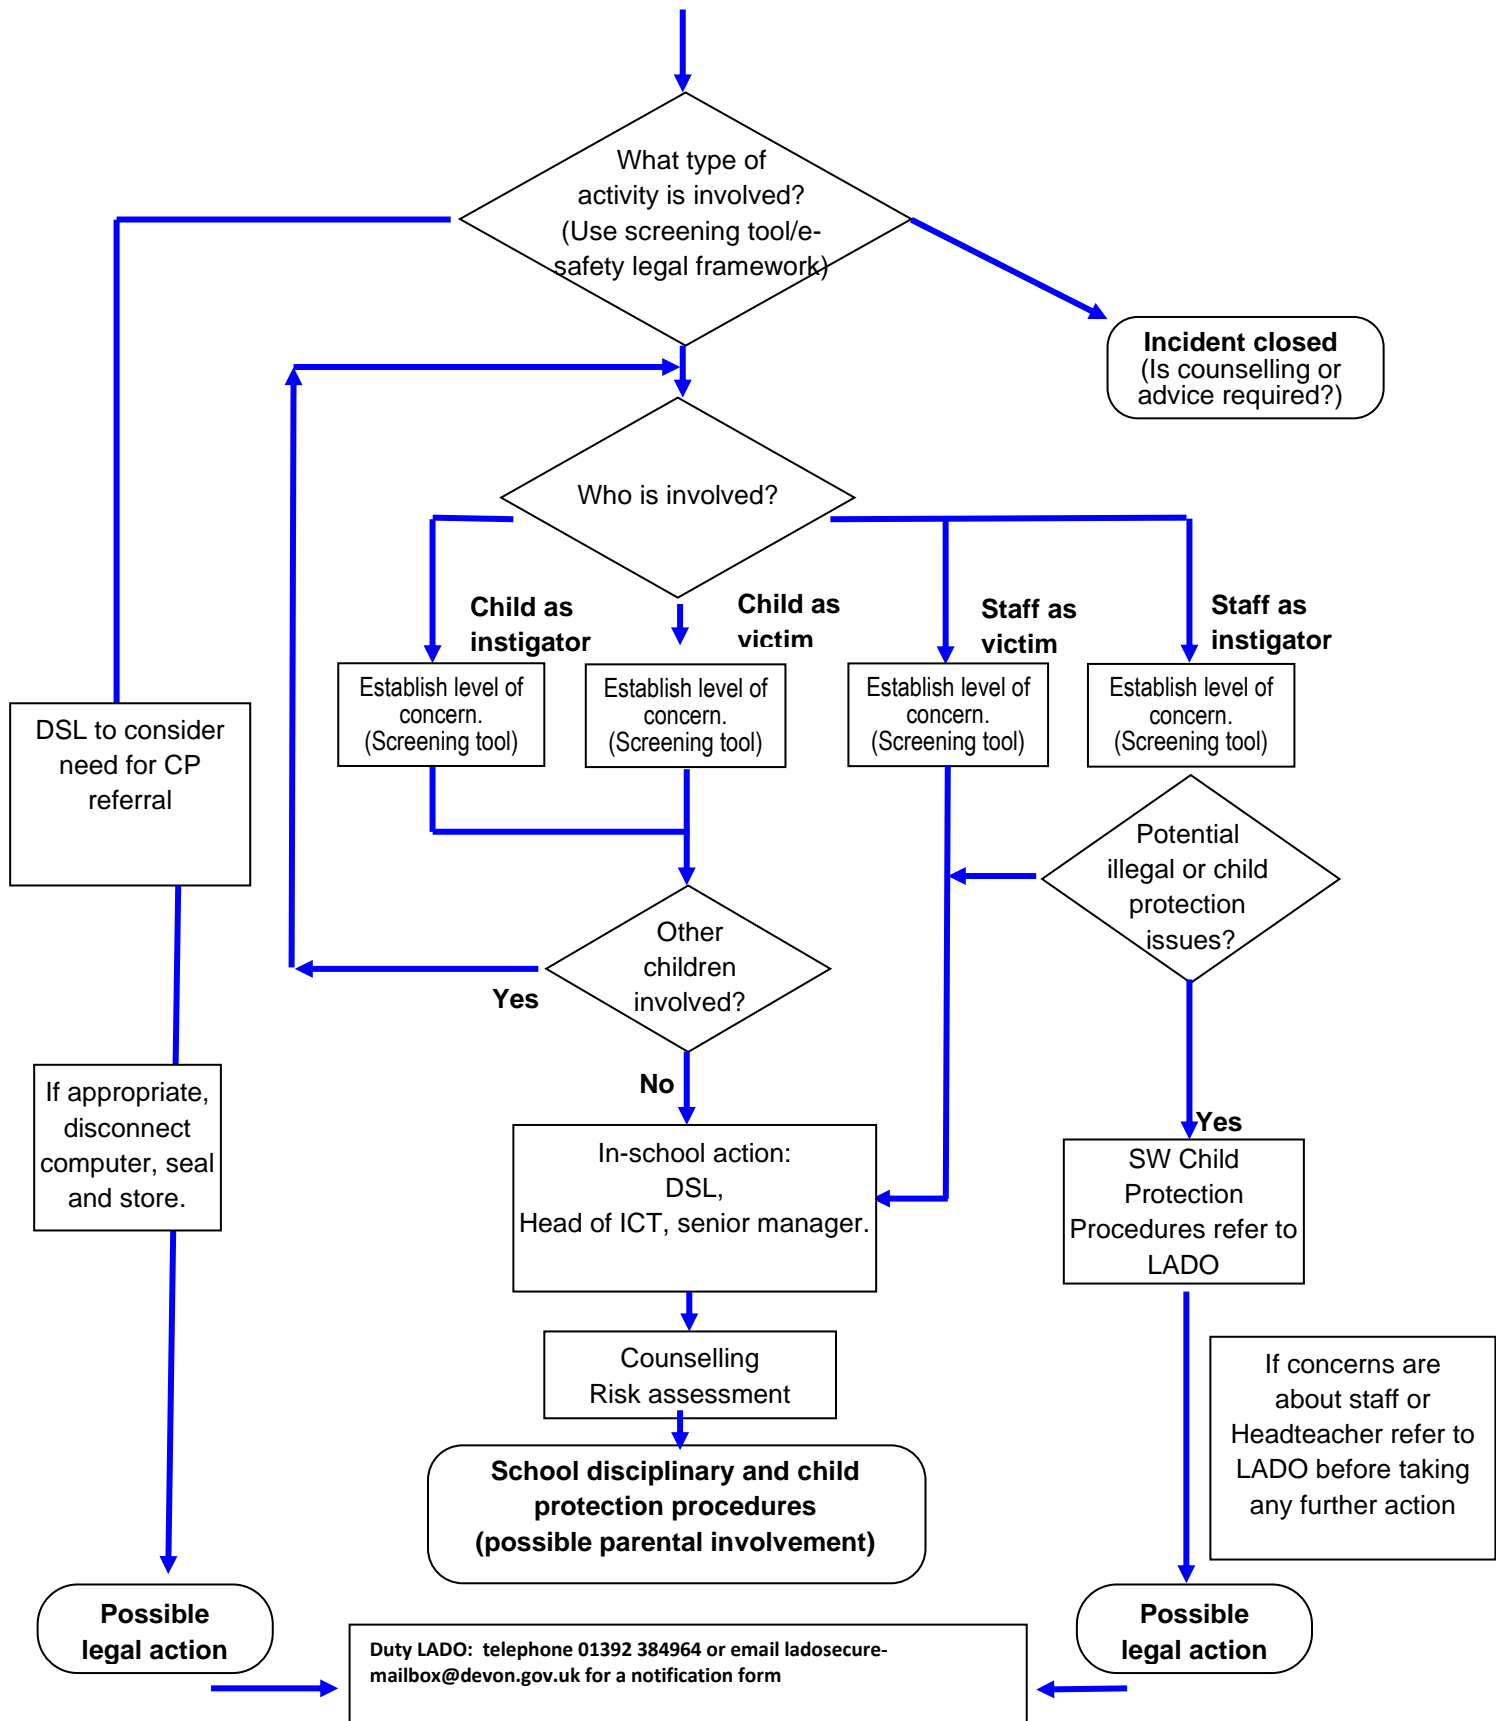 What type of
activity is involved?
(Use screening tool/e-
safety legal framework)
Incident closed
(Is counselling or
advice required?)
Who is involved?
Child as
instigator
Child as
victim
Staff as
victim
Staff as
instigator
Establish level of
concern.
(Screening tool)
Establish level of
concern.
(Screening tool)
Establish level of
concern.
(Screening tool)
Establish level of
concern.
(Screening tool)
DSL to consider
need for CP
referral
Potential
illegal or child
protection
issues?
Other
children
involved?
Yes
No
If appropriate,
disconnect
computer, seal
and store.
In-school action:
DSL,
Head of ICT, senior manager.
Yes
SW Child
Protection
Procedures refer to
LADO
Counselling
Risk assessment
If concerns are
about staff or
Headteacher refer to
LADO before taking
any further action
School disciplinary and child
protection procedures
(possible parental involvement)
Possible
legal action
Possible
legal action
Duty LADO: telephone 01392 384964 or email ladosecure-
mailbox@devon.gov.uk for a notification form